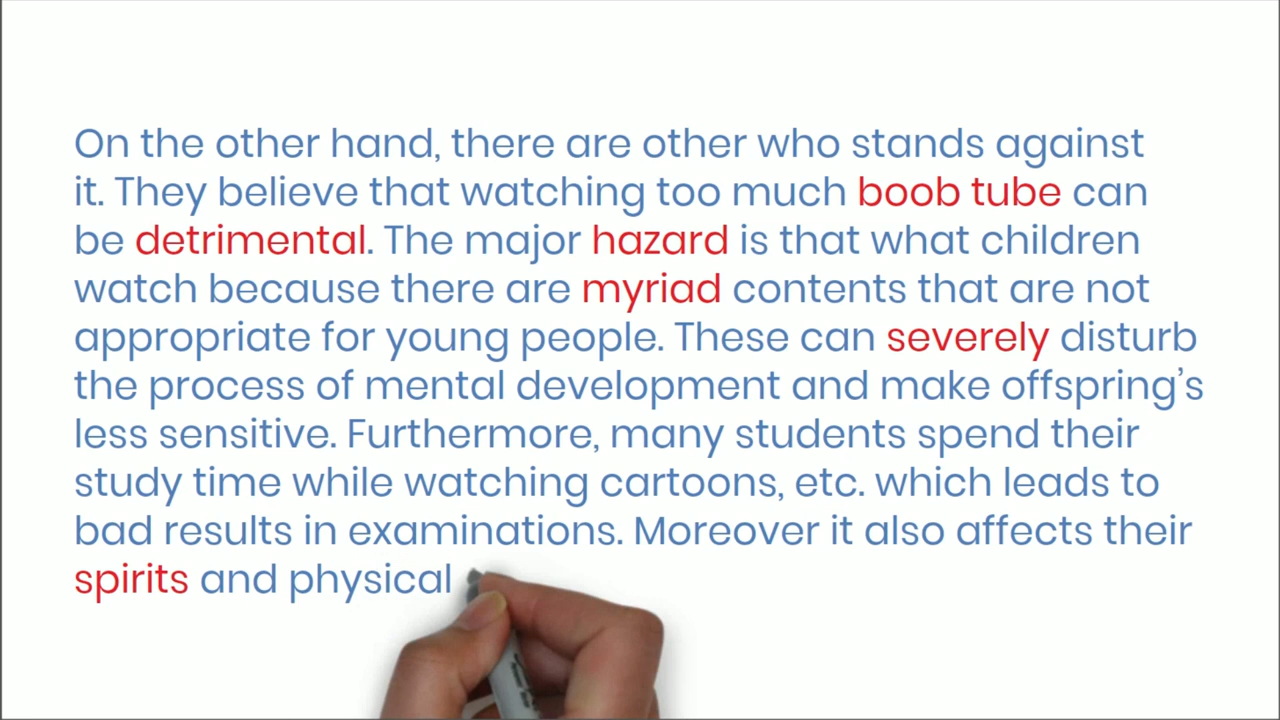 On the other hand, there are other who stands against
it. They believe that watching too much boob tube can
be detrimental. The major hazard is that what children
watch because there are myriad contents that are not
appropriate for young people. These can severely disturb
the process of mental development and make offspring's
less sensitive. Furthermore, many students spend their
study time while watching cartoons, etc. which leads to
bad results in examinations. Moreover it also affects their
spirits and physical